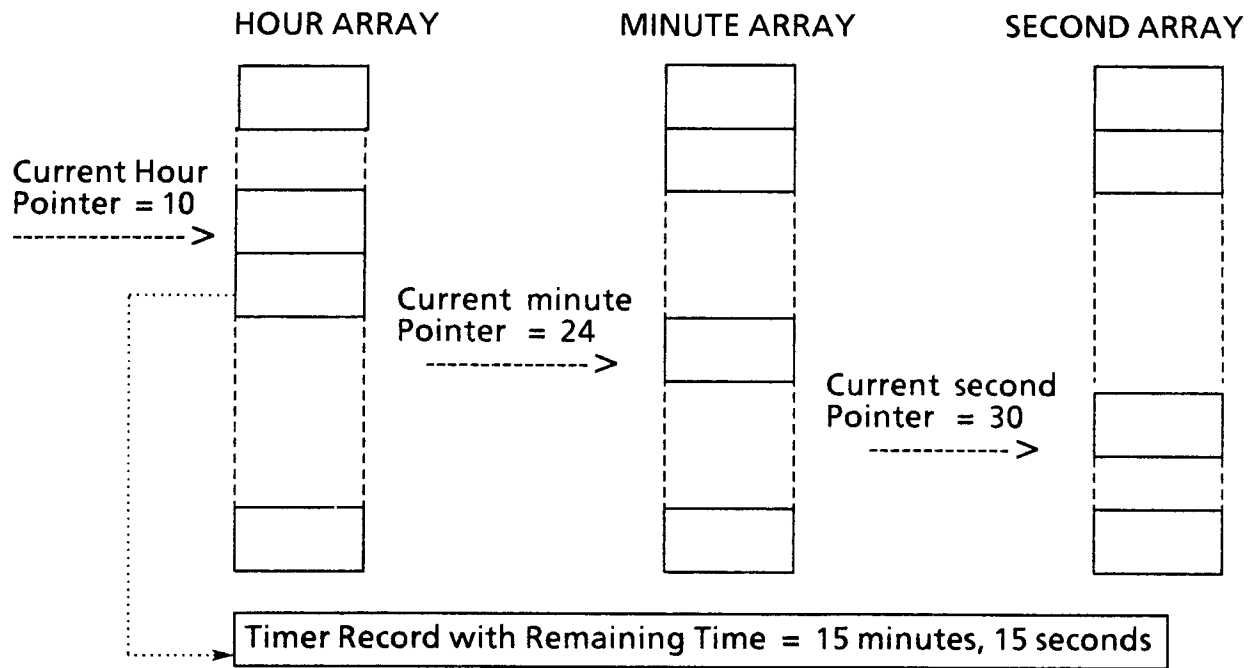 HOUR ARRAY
MINUTE ARRAY
SECOND ARRAY
Current Hour
Pointer = 10
Current minute
Pointer = 24
Current second
Pointer = 30
Timer Record with Remaining Time = 15 minutes, 15 seconds